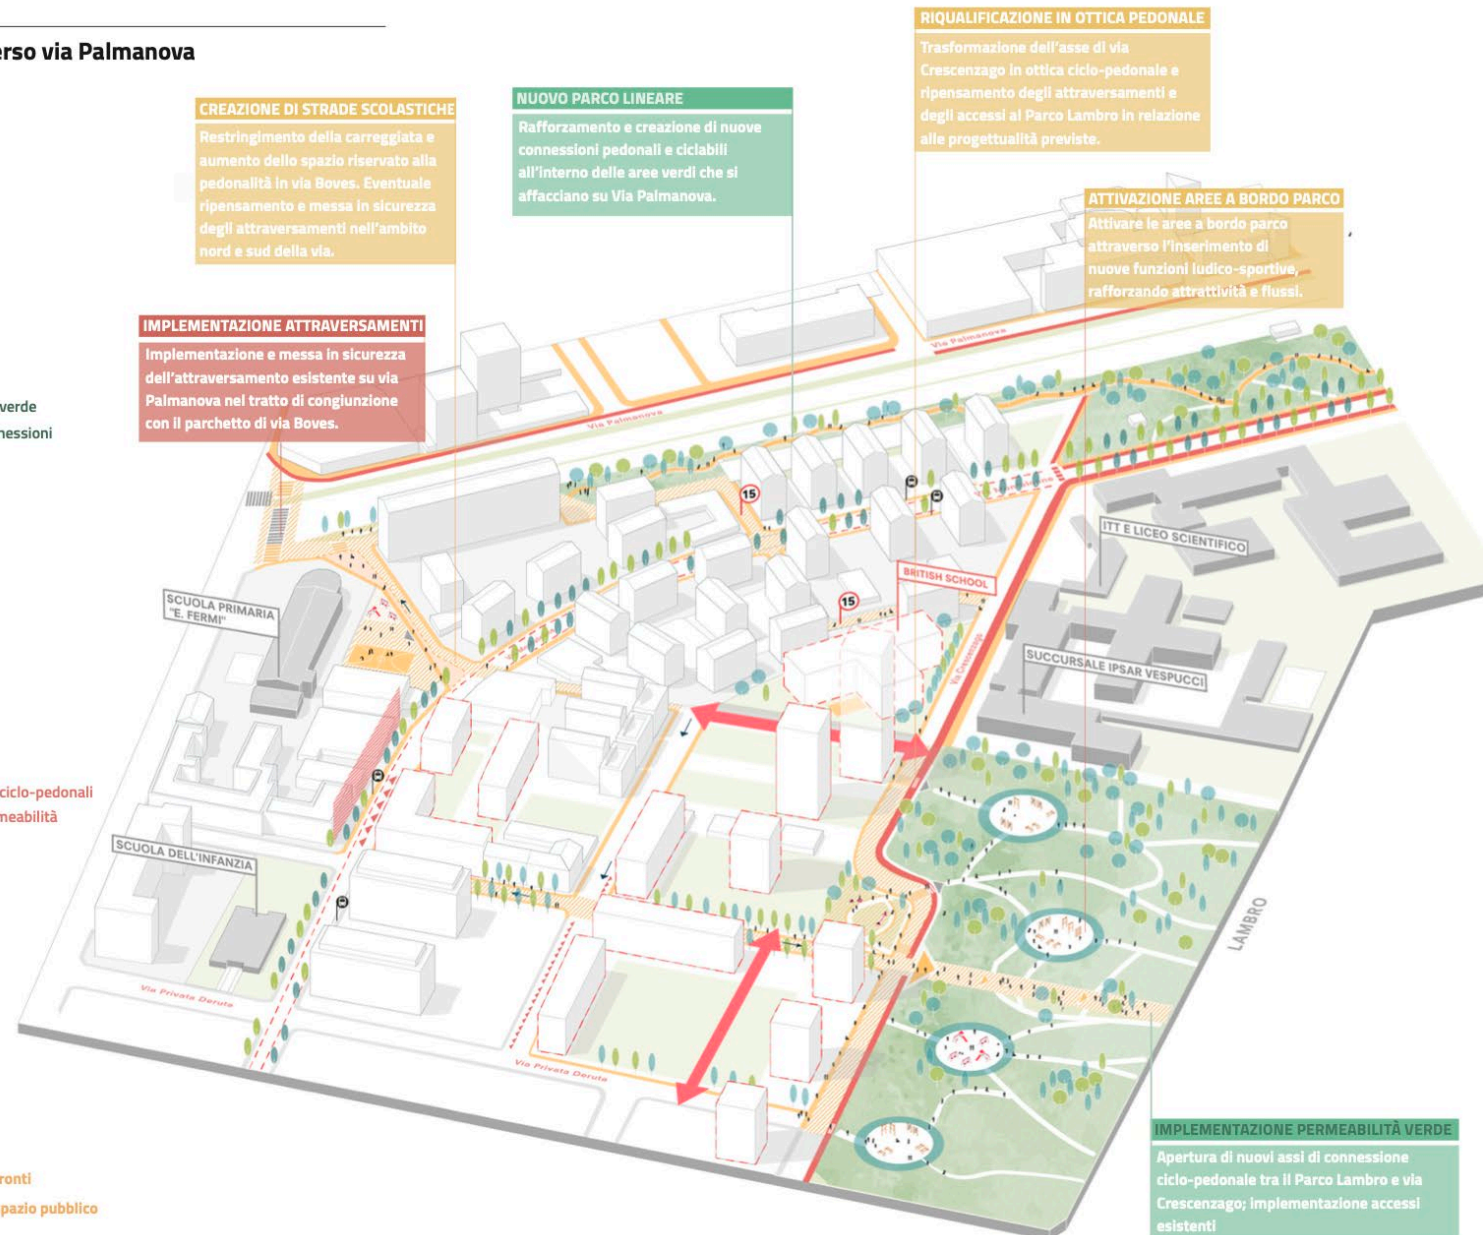 erso via Palmanova
RIQUALIFICAZIONE IN OTTICA PEDONALE
Trasformazione dell'asse di via
Crescenzago in ottica ciclo-pedonale e
ripensamento degli attraversamenti e
degli accessi al Parco Lambro in relazione
alle progettualità previste.
NUOVO PARCO LINEARE
Rafforzamento e creazione di nuove
connessioni pedonali e ciclabili
all'interno delle aree verdi che si
affacciano su Via Palmanova.
CREAZIONE DI STRADE SCOLASTICHE
Restringimento della carreggiata e
aumento dello spazio riservato alla
pedonalità in via Boves. Eventuale
ripensamento e messa in sicurezza
degli attraversamenti nell'ambito
nord e sud della via.
ATTIVAZIONE AREE A BORDO PARCO
Attivare le aree a bordo parco
attraverso l'inserimento di
nuove funzioni ludico-sportive,
rafforzando attrattività e flussi.
IMPLEMENTAZIONE ATTRAVERSAMENTI
Implementazione e messa in sicurezza
dell'attraversamento esistente su via
Palmanova nel tratto di congiunzione
con il parchetto di via Boves.
Via Palmanova
Via Palmanova
verde
nessioni
15
ITT E LICEO SCIENTIFICO
BRITISH SCHOOL
15
SCUOLA PRIMARIA
"E. FERMI"
Via Crescenzago
SUCCURSALE IPSAR VESPUCCI
ciclo-pedonali
meabilità
SCUOLA DELL'INFANZIA
LAMBRO
Via Privata Deruta
Via Privata Deruta
IMPLEMENTAZIONE PERMEABILITÀ VERDE
Apertura di nuovi assi di connessione
ciclo-pedonale tra il Parco Lambro e via
Crescenzago; implementazione accessi
esistenti
ronti
pazio pubblico